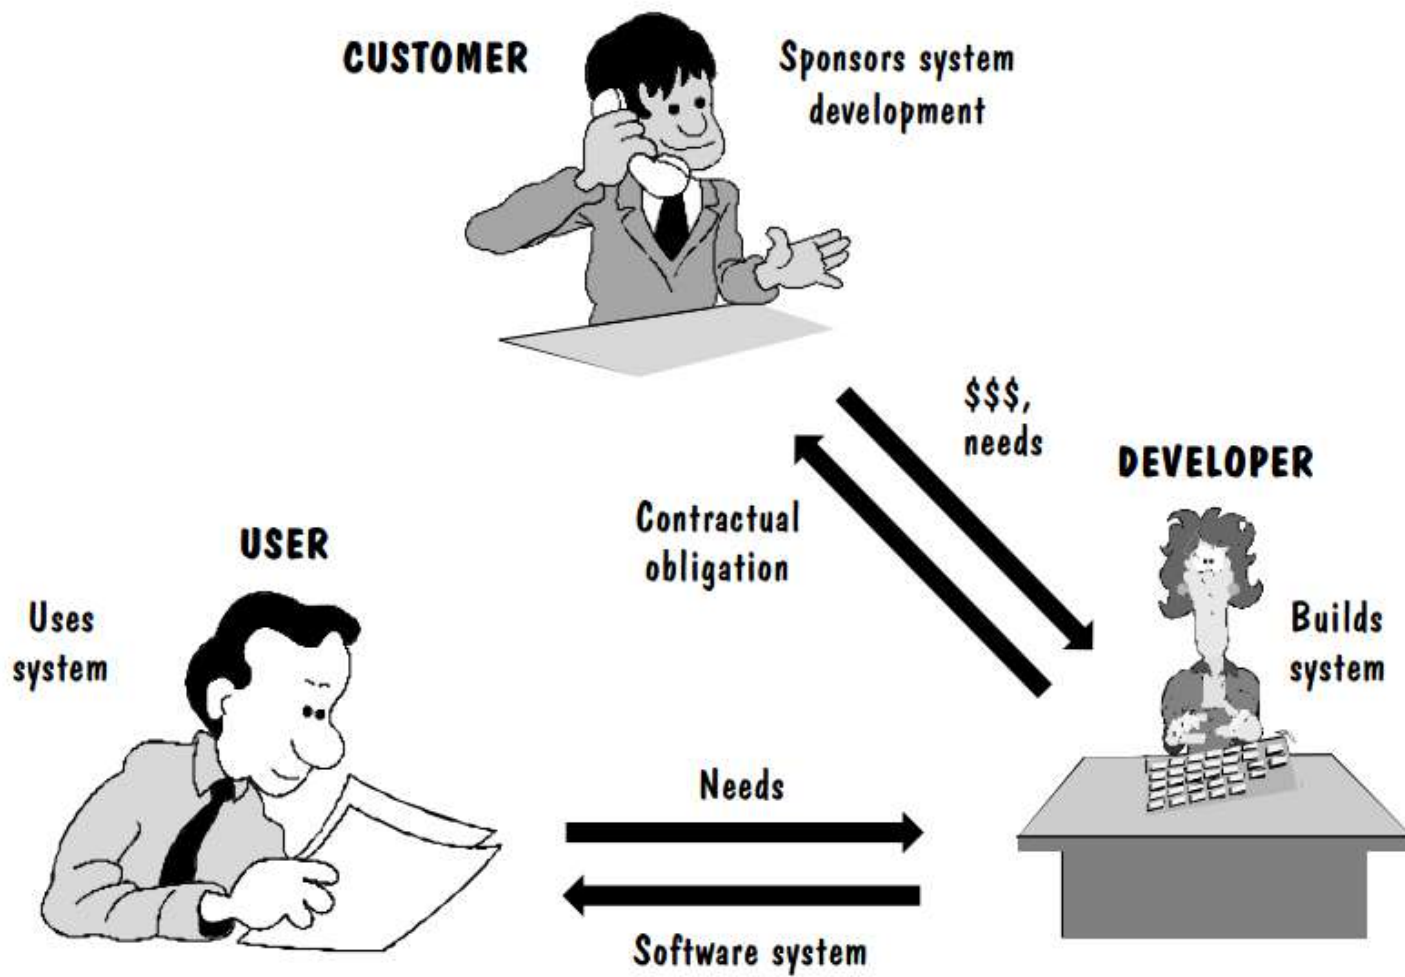 CUSTOMER
Sponsors system
development
$$$,
needs
DEVELOPER
Contractual
obligation
USER
Uses
system
Builds
system
Needs
Software system